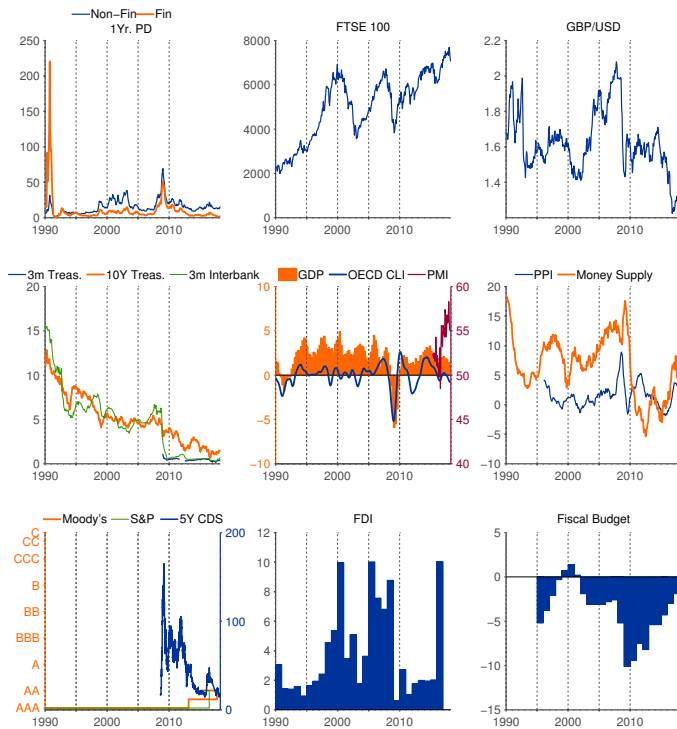 Non-Fin Fin
1Yr. PD
250
200
150
100
50
0
1990 2000 2010
FTSE 100
8000
6000
4000
2000
0
1990 2000 2010
GBP/USD
2.2
2
1.8
1.6
1.4
1990 2000 2010
3m Treas. 10Y Treas. 3m Interbank
20
15
10
5
0
1990 2000 2010
GDP OECD CLI PMI
10 60
5
0 50
−5
−10 40
1990 2000 2010
PPI Money Supply
20
15
10
5
0
−5
−10
1990 2000 2010
Moody's S&P 5Y CDS
C 200
CC
CCC
B
BB 100
BBB
A
AA
AAA 0
1990 2000 2010
FDI
12
10
8
6
4
2
0
1990 2000 2010
Fiscal Budget
5
0
−5
−10
−15
1990 2000 2010